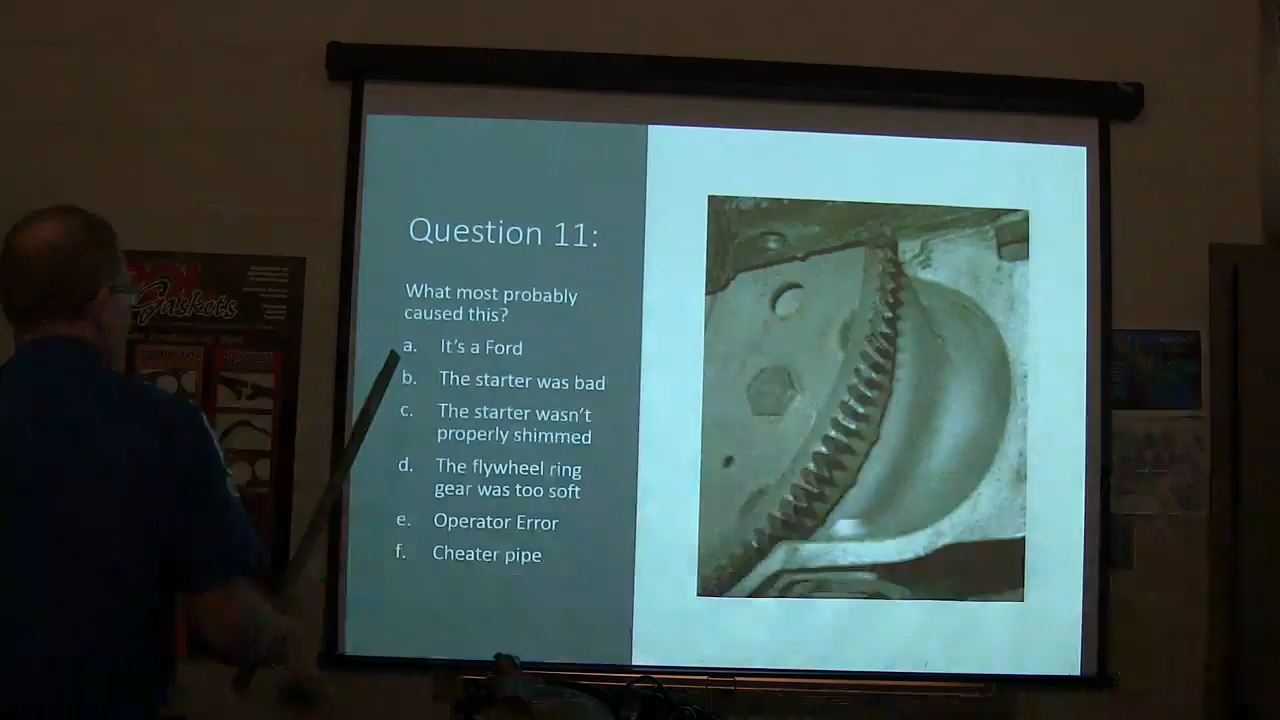 Gaskets
Question 11:
What most probably
caused this?
a. It's a Ford
b. The starter was bad
c. The starter wasn't
properly shimmed
d. The flywheel ring
gear was too soft
e. Operator Error
f. Cheater pipe